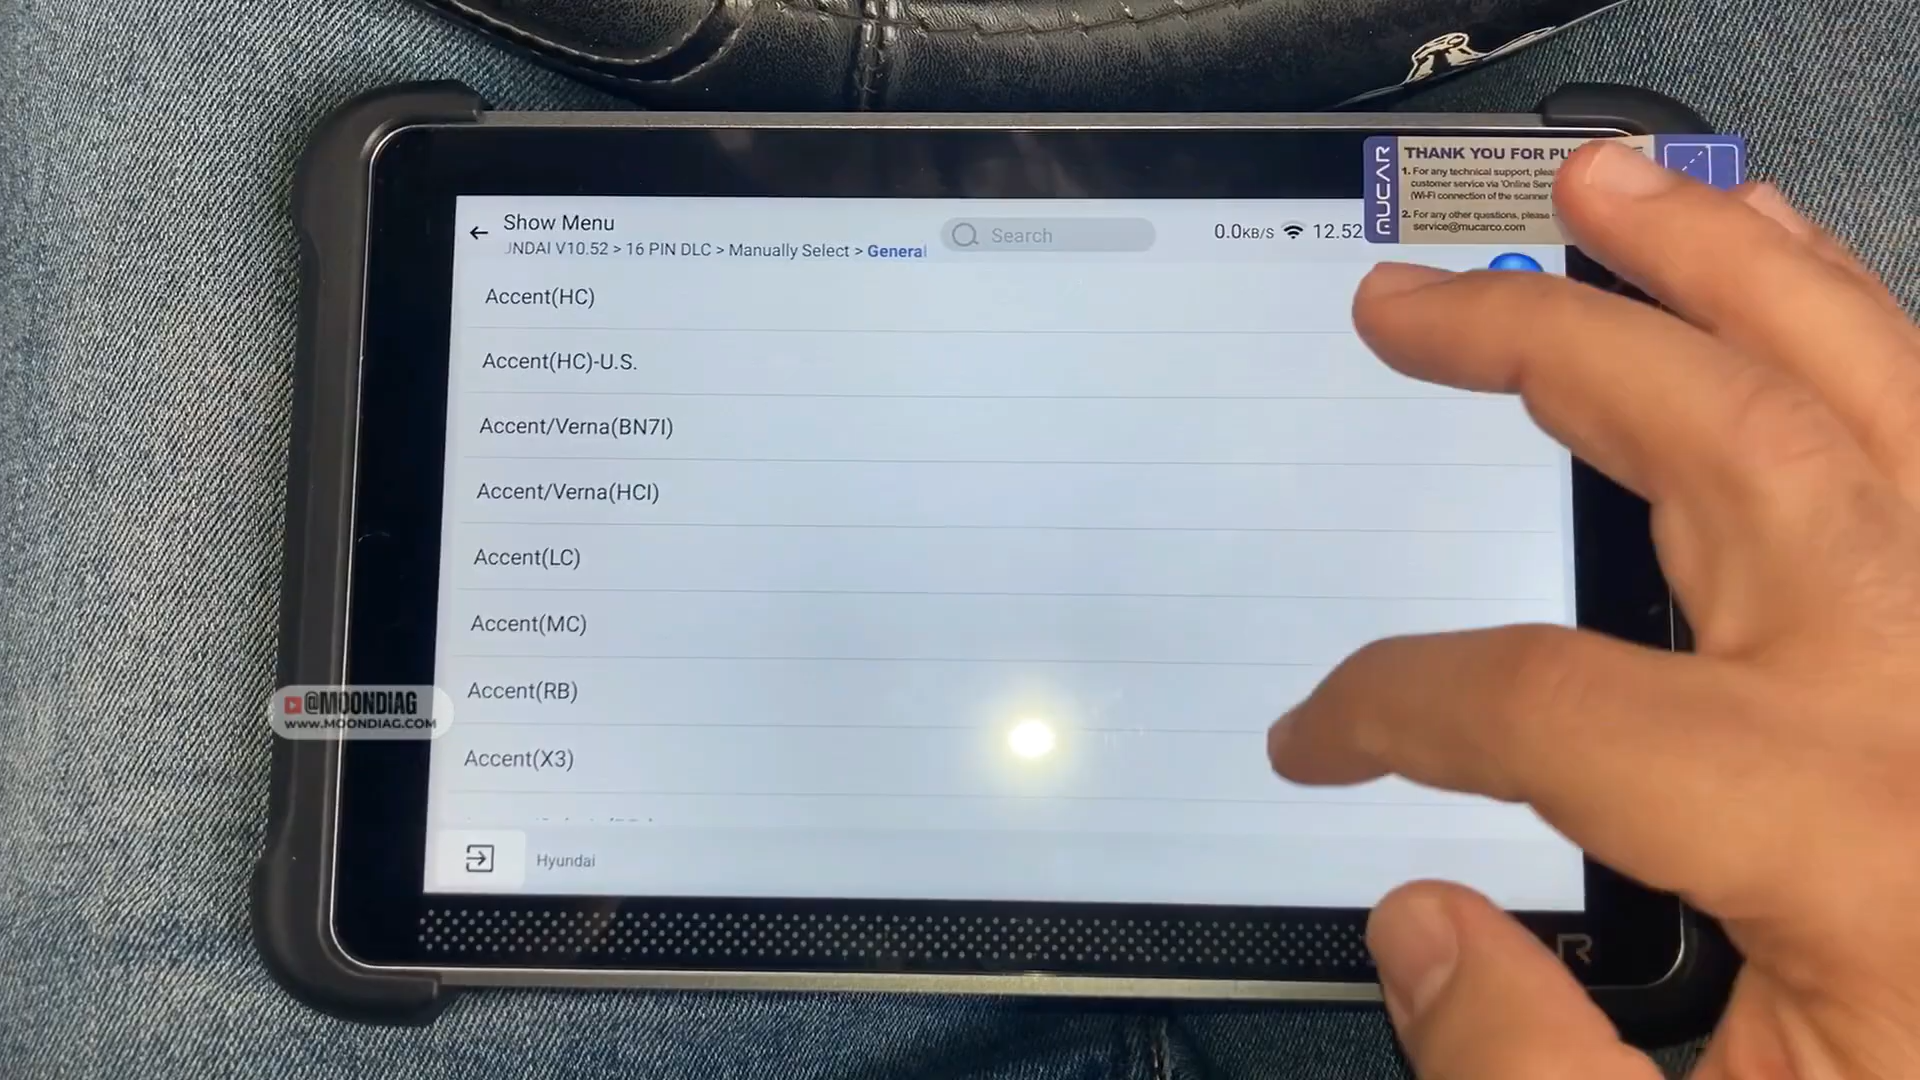 MUCAR
THANK YOU FOR
1. For any technical support,
customer service via 'Online
(Wi-Fi connection of the scanner
2. For any other questions, please
service@mucarco.com
Show Menu
NDAI V10.52 > 16 PIN DLC > Manually Select > General
Search
0.0KB/S
12.52
Accent(HC)
Accent(HC)-U.S.
Accent/Verna(BN7I)
Accent/Verna(HCI)
Accent(LC)
Accent(MC)
Accent(RB)
Accent(X3)
Hyundai
@MOONDIAG
WWW.MOONDIAG.COM
R